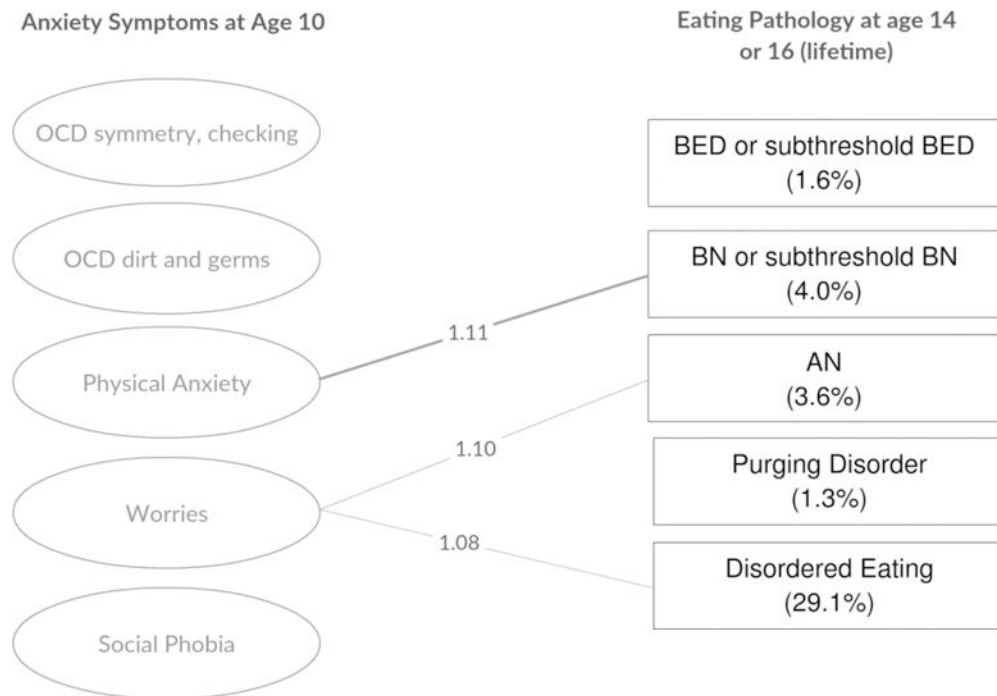 Anxiety Symptoms at Age 10
Eating Pathology at age 14
or 16 (lifetime)
OCD symmetry, checking
OCD dirt and germs
Physical Anxiety
Worries
Social Phobia
1.11
1.10
1.08
BED or subthreshold BED
(1.6%)
BN or subthreshold BN
(4.0%)
AN
(3.6%)
Purging Disorder
(1.3%)
Disordered Eating
(29.1%)